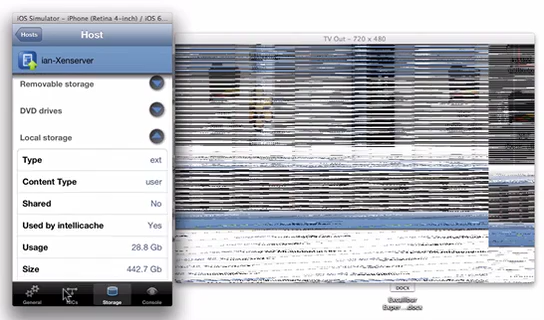 iOS Simulator – iPhone (Retina 4-inch) / iOS 6...
Hosts
Host
ian-Xenserver
Removable storage
DVD drives
Local storage
Type ext
Content Type user
Shared No
Used by intellicache Yes
Usage 28.8 Gb
Size 442.7 Gb
General NICs Storage Console
TV Out – 720 x 480
DOCX
Excalibur